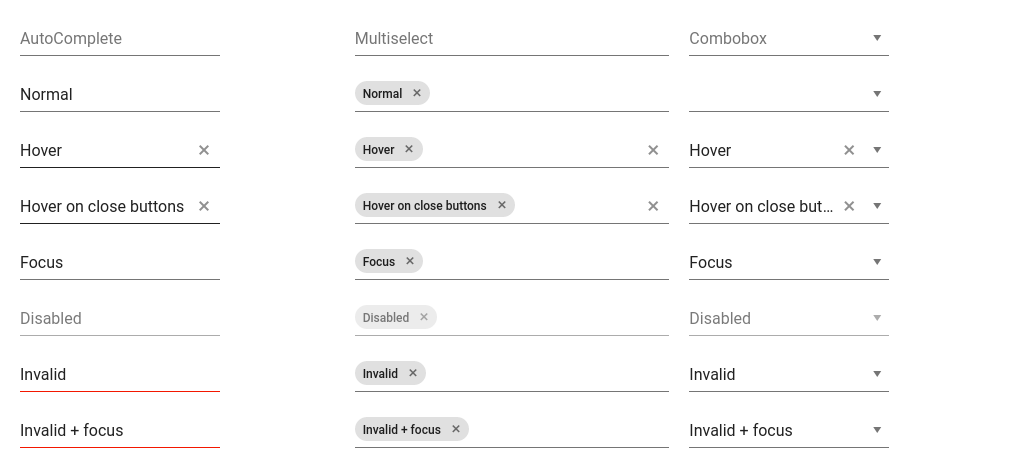 AutoComplete Multiselect Combobox
Normal Normal
Hover Hover Hover
Hover on close buttons Hover on close buttons Hover on close but...
Focus Focus Focus
Disabled Disabled Disabled
Invalid Invalid Invalid
Invalid + focus Invalid + focus Invalid + focus